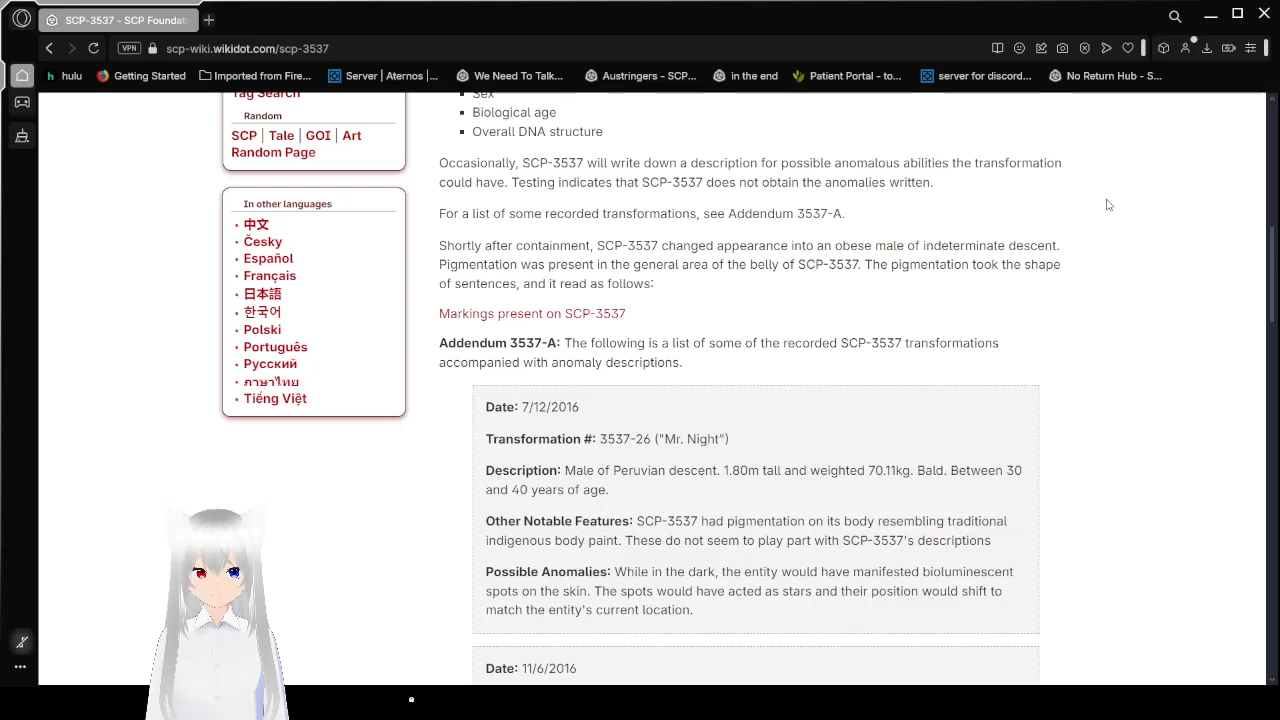 SCP-3537 - SCP Foundat
VPN
scp-wiki.wikidot.com/scp-3537
hulu
Getting Started
Imported from Fire...
Server | Aternos |...
We Need To Talk...
Austringers - SCP...
in the end
Patient Portal - to...
server for discord...
No Return Hub - S...
Tag Search
Random
SCP | Tale | GOI | Art
Random Page
In other languages
中文
Česky
Español
Français
日本語
한국어
Polski
Português
Русский
ภาษาไทย
Tiếng Việt
Sex
Biological age
Overall DNA structure
Occasionally, SCP-3537 will write down a description for possible anomalous abilities the transformation
could have. Testing indicates that SCP-3537 does not obtain the anomalies written.
For a list of some recorded transformations, see Addendum 3537-A.
Shortly after containment, SCP-3537 changed appearance into an obese male of indeterminate descent.
Pigmentation was present in the general area of the belly of SCP-3537. The pigmentation took the shape
of sentences, and it read as follows:
Markings present on SCP-3537
Addendum 3537-A: The following is a list of some of the recorded SCP-3537 transformations
accompanied with anomaly descriptions.
Date: 7/12/2016
Transformation #: 3537-26 ("Mr. Night")
Description: Male of Peruvian descent. 1.80m tall and weighted 70.11kg. Bald. Between 30
and 40 years of age.
Other Notable Features: SCP-3537 had pigmentation on its body resembling traditional
indigenous body paint. These do not seem to play part with SCP-3537's descriptions
Possible Anomalies: While in the dark, the entity would have manifested bioluminescent
spots on the skin. The spots would have acted as stars and their position would shift to
match the entity's current location.
Date: 11/6/2016